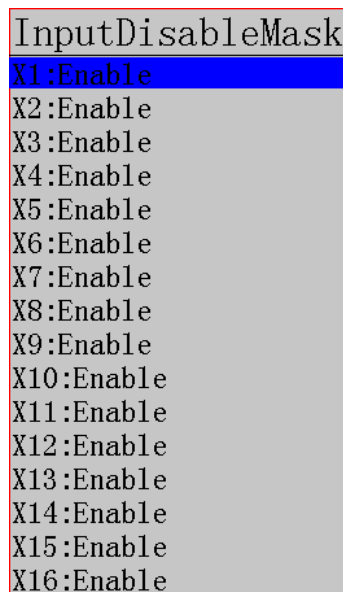 InputDisableMask
X1:Enable
X2:Enable
X3:Enable
X4:Enable
X5:Enable
X6:Enable
X7:Enable
X8:Enable
X9:Enable
X10:Enable
X11:Enable
X12:Enable
X13:Enable
X14:Enable
X15:Enable
X16:Enable